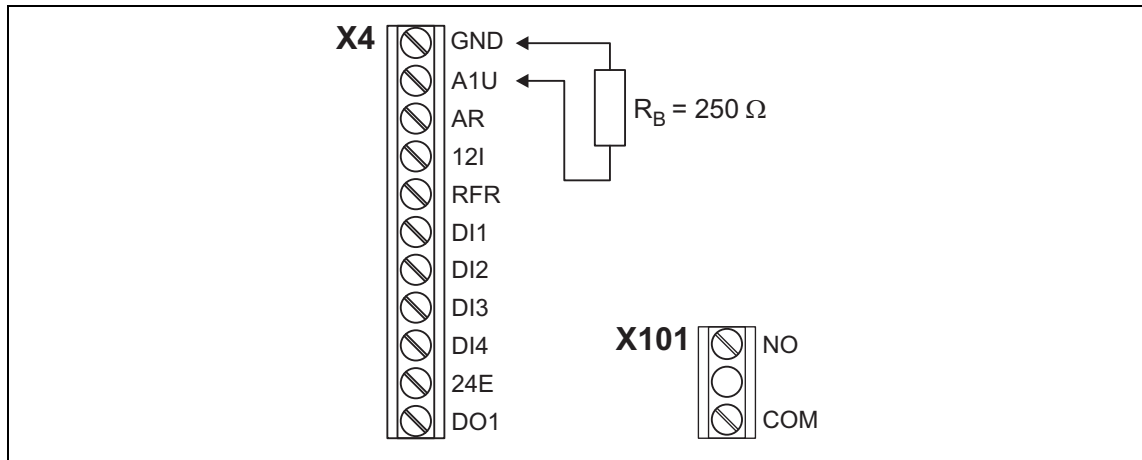 X4 GND
A1U
AR
12I
RFR
DI1
DI2
DI3
DI4
24E
DO1
R_B = 250 Ω
X101 NO
COM